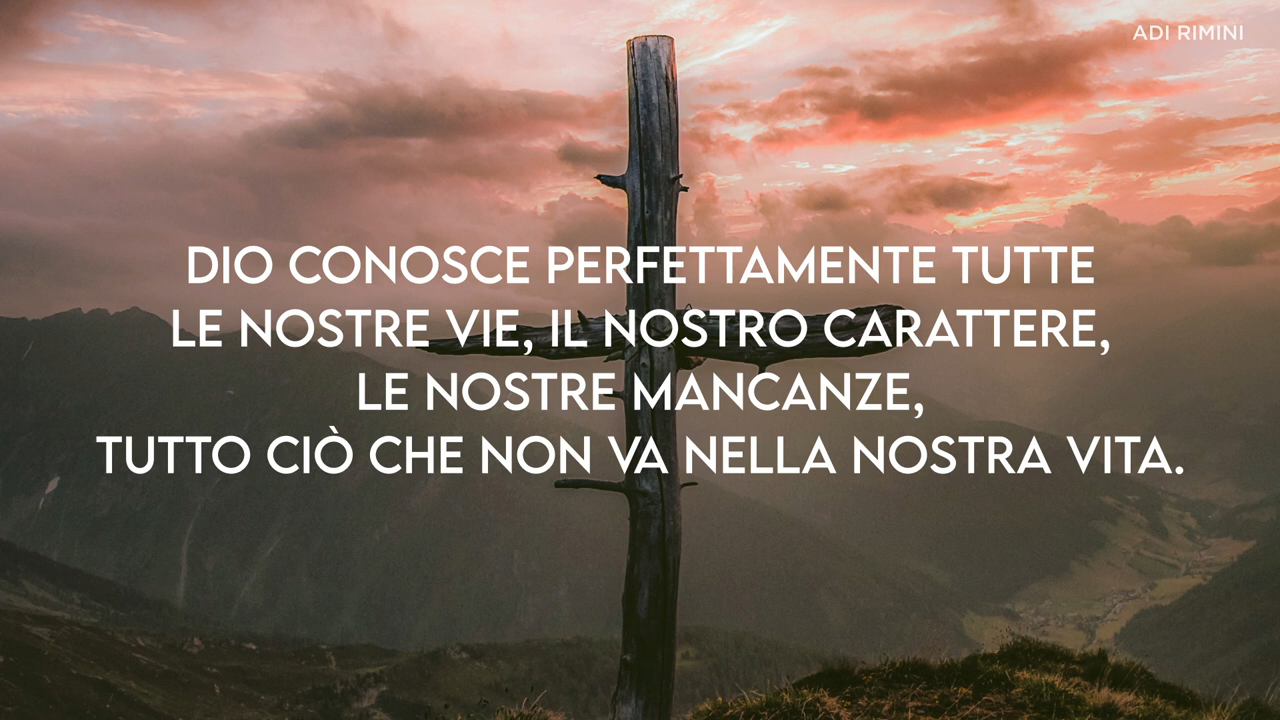 ADI RIMINI
DIO CONOSCE PERFETTAMENTE TUTTE
LE NOSTRE VIE, IL NOSTRO CARATTERE,
LE NOSTRE MANCANZE,
TUTTO CIÒ CHE NON VA NELLA NOSTRA VITA.